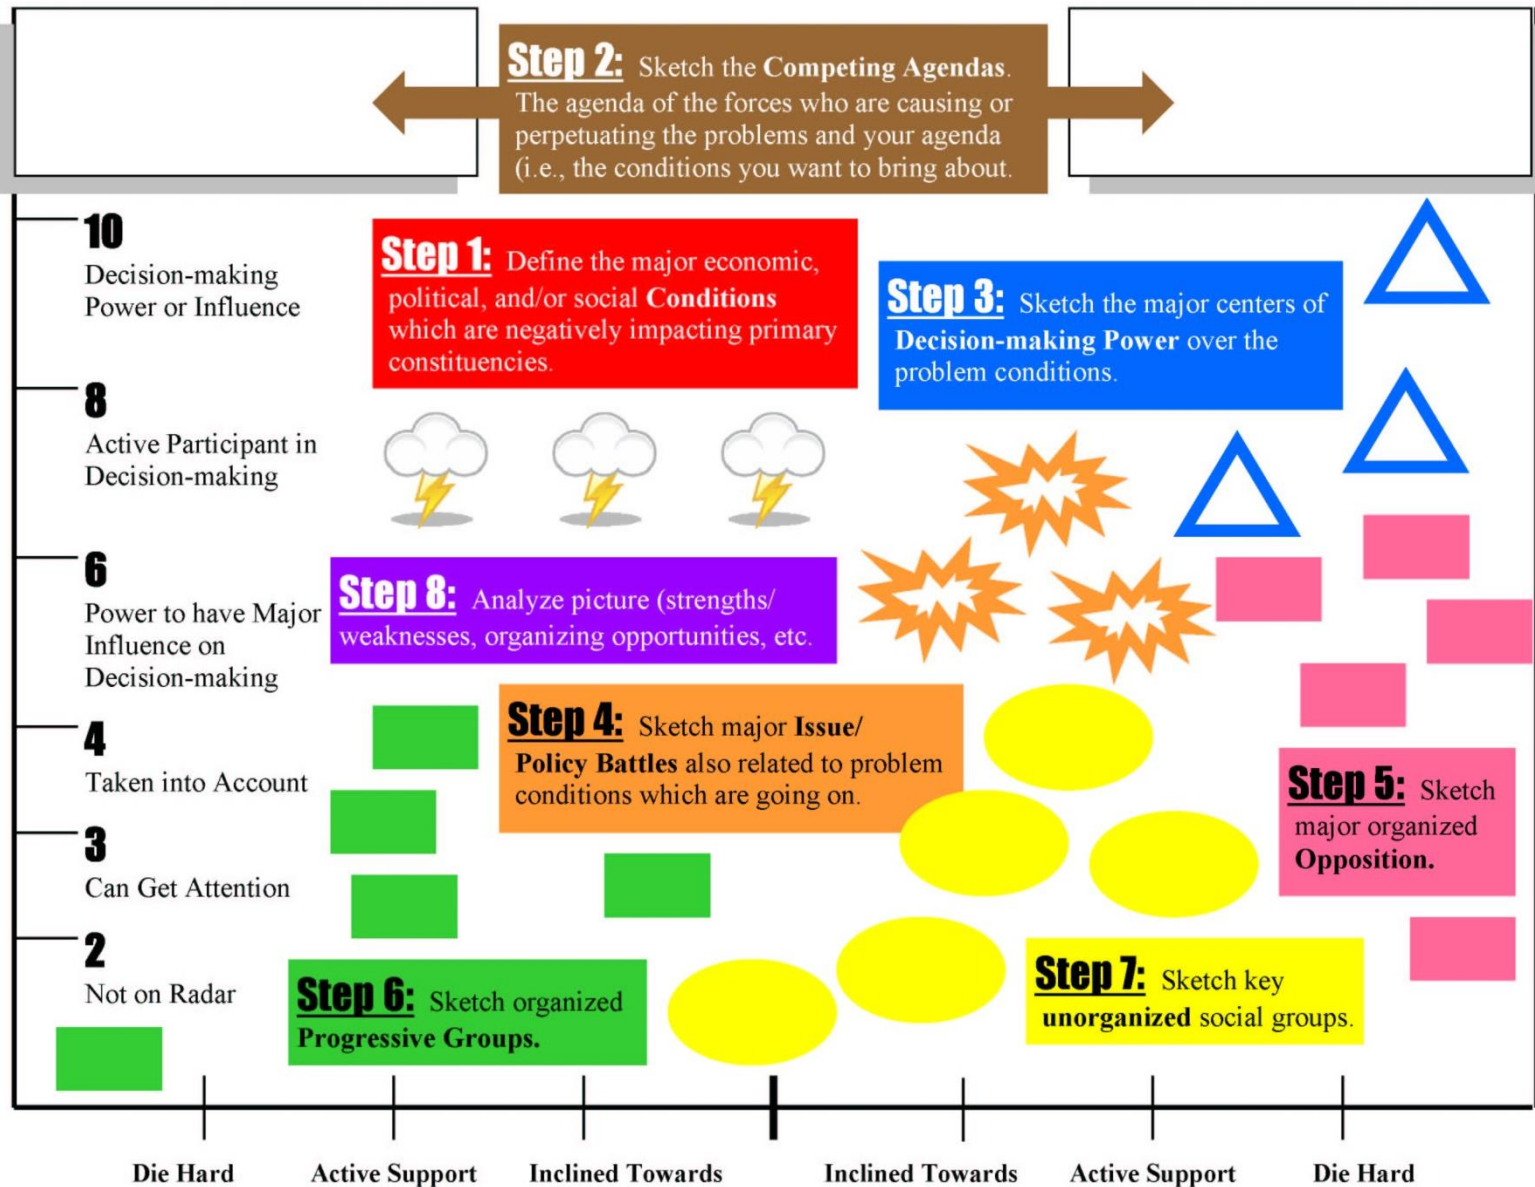 Step 2: Sketch the Competing Agendas.
The agenda of the forces who are causing or
perpetuating the problems and your agenda
(i.e., the conditions you want to bring about.
10
Decision-making
Power or Influence
Step 1: Define the major economic,
political, and/or social Conditions
which are negatively impacting primary
constituencies.
Step 3: Sketch the major centers of
Decision-making Power over the
problem conditions.
8
Active Participant in
Decision-making
6
Power to have Major
Influence on
Decision-making
Step 8: Analyze picture (strengths/
weaknesses, organizing opportunities, etc.
4
Taken into Account
Step 4: Sketch major Issue/
Policy Battles also related to problem
conditions which are going on.
Step 5: Sketch
major organized
Opposition.
3
Can Get Attention
2
Not on Radar
Step 6: Sketch organized
Progressive Groups.
Step 7: Sketch key
unorganized social groups.
Die Hard Active Support Inclined Towards Inclined Towards Active Support Die Hard